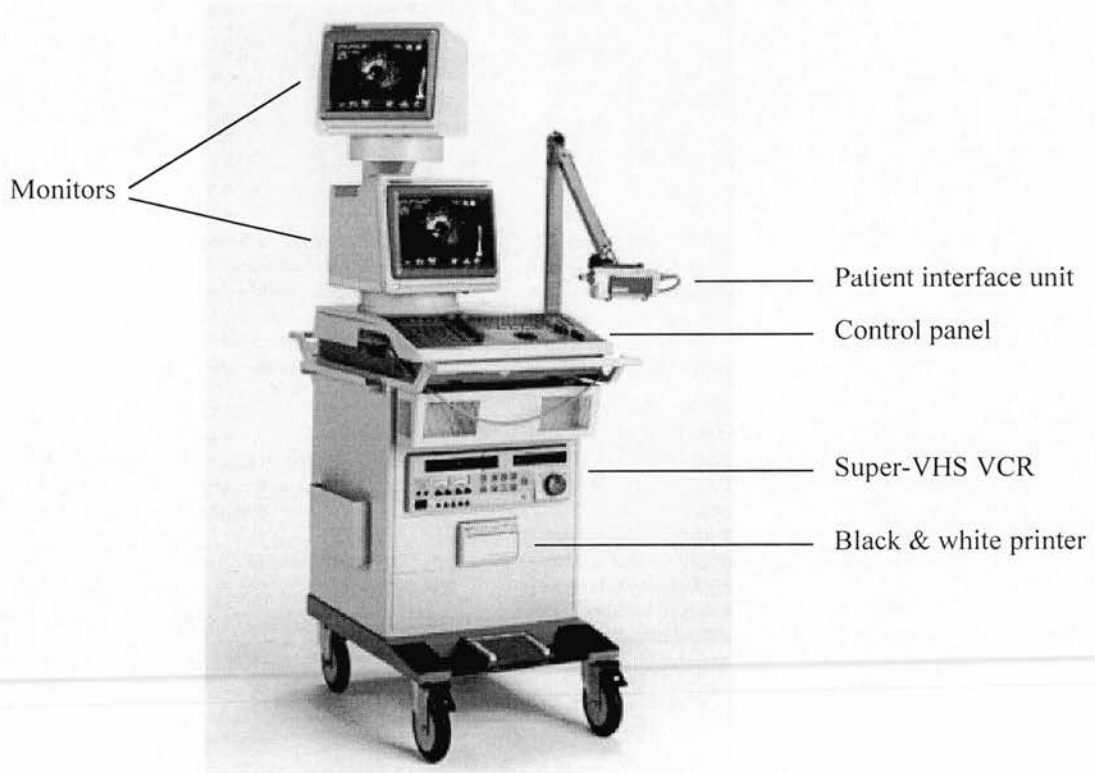 Monitors
Patient interface unit
Control panel
Super-VHS VCR
Black & white printer